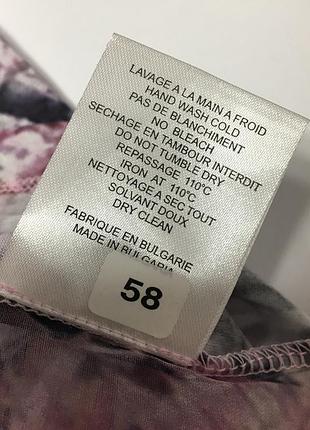 LAVAGE A LA MAIN A FROID
HAND WASH COLD
PAS DE BLANCHIMENT
NO BLEACH
SECHAGE EN TAMBOUR INTERDIT
DO NOT TUMBLE DRY
REPASSAGE 110°C
IRON AT 110°C
NETTOYAGE A SEC TOUT
SOLVANT DOUX
DRY CLEAN
FABRIQUE EN BULGARIE
MADE IN BULGARIA
58